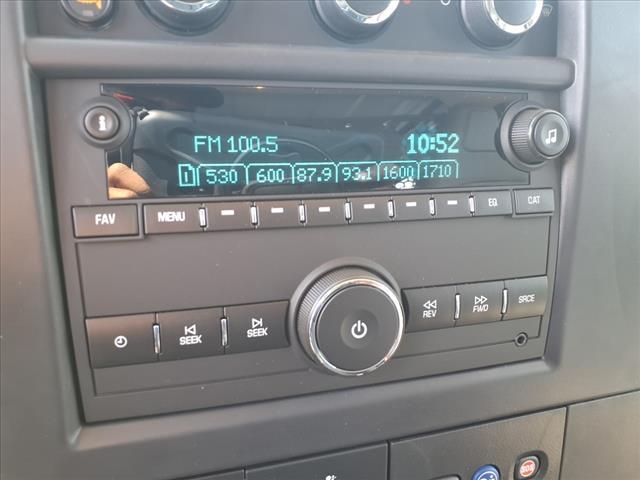 FM 100.5 10:52
1 530 600 87.9 93.1 1600 1710
FAV MENU EQ CAT
SEEK SEEK REV FWD SRCE
SOS